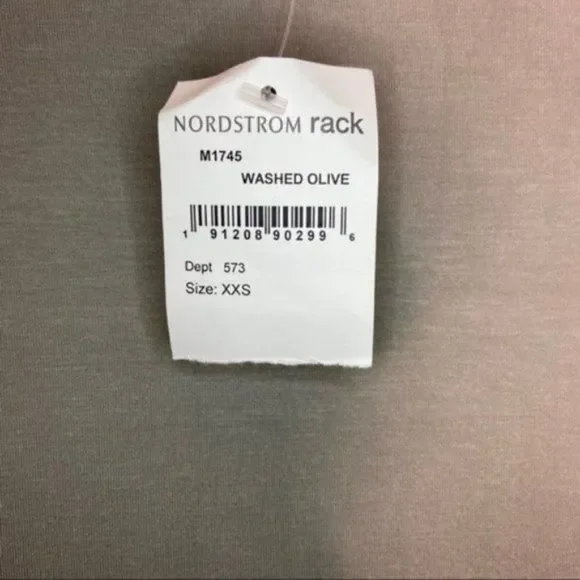 NORDSTROM rack
M1745
WASHED OLIVE
1 91208 90299 6
Dept 573
Size: XXS